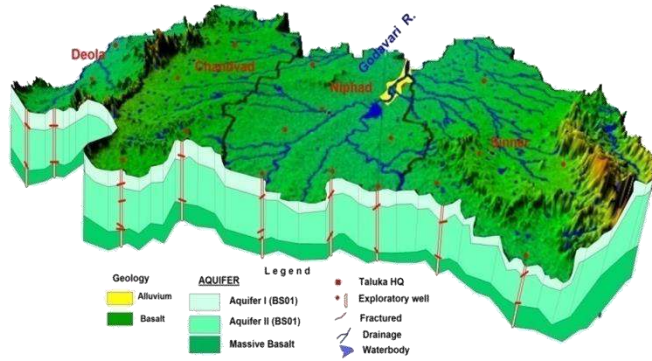 Deola
Chandvad
Godavari R.
Niphad
Sinnar
Legend
Geology
Alluvium
Basalt
AQUIFER
Aquifer I (BS01)
Aquifer II (BS01)
Massive Basalt
Taluka HQ
Exploratory well
Fractured
Drainage
Waterbody